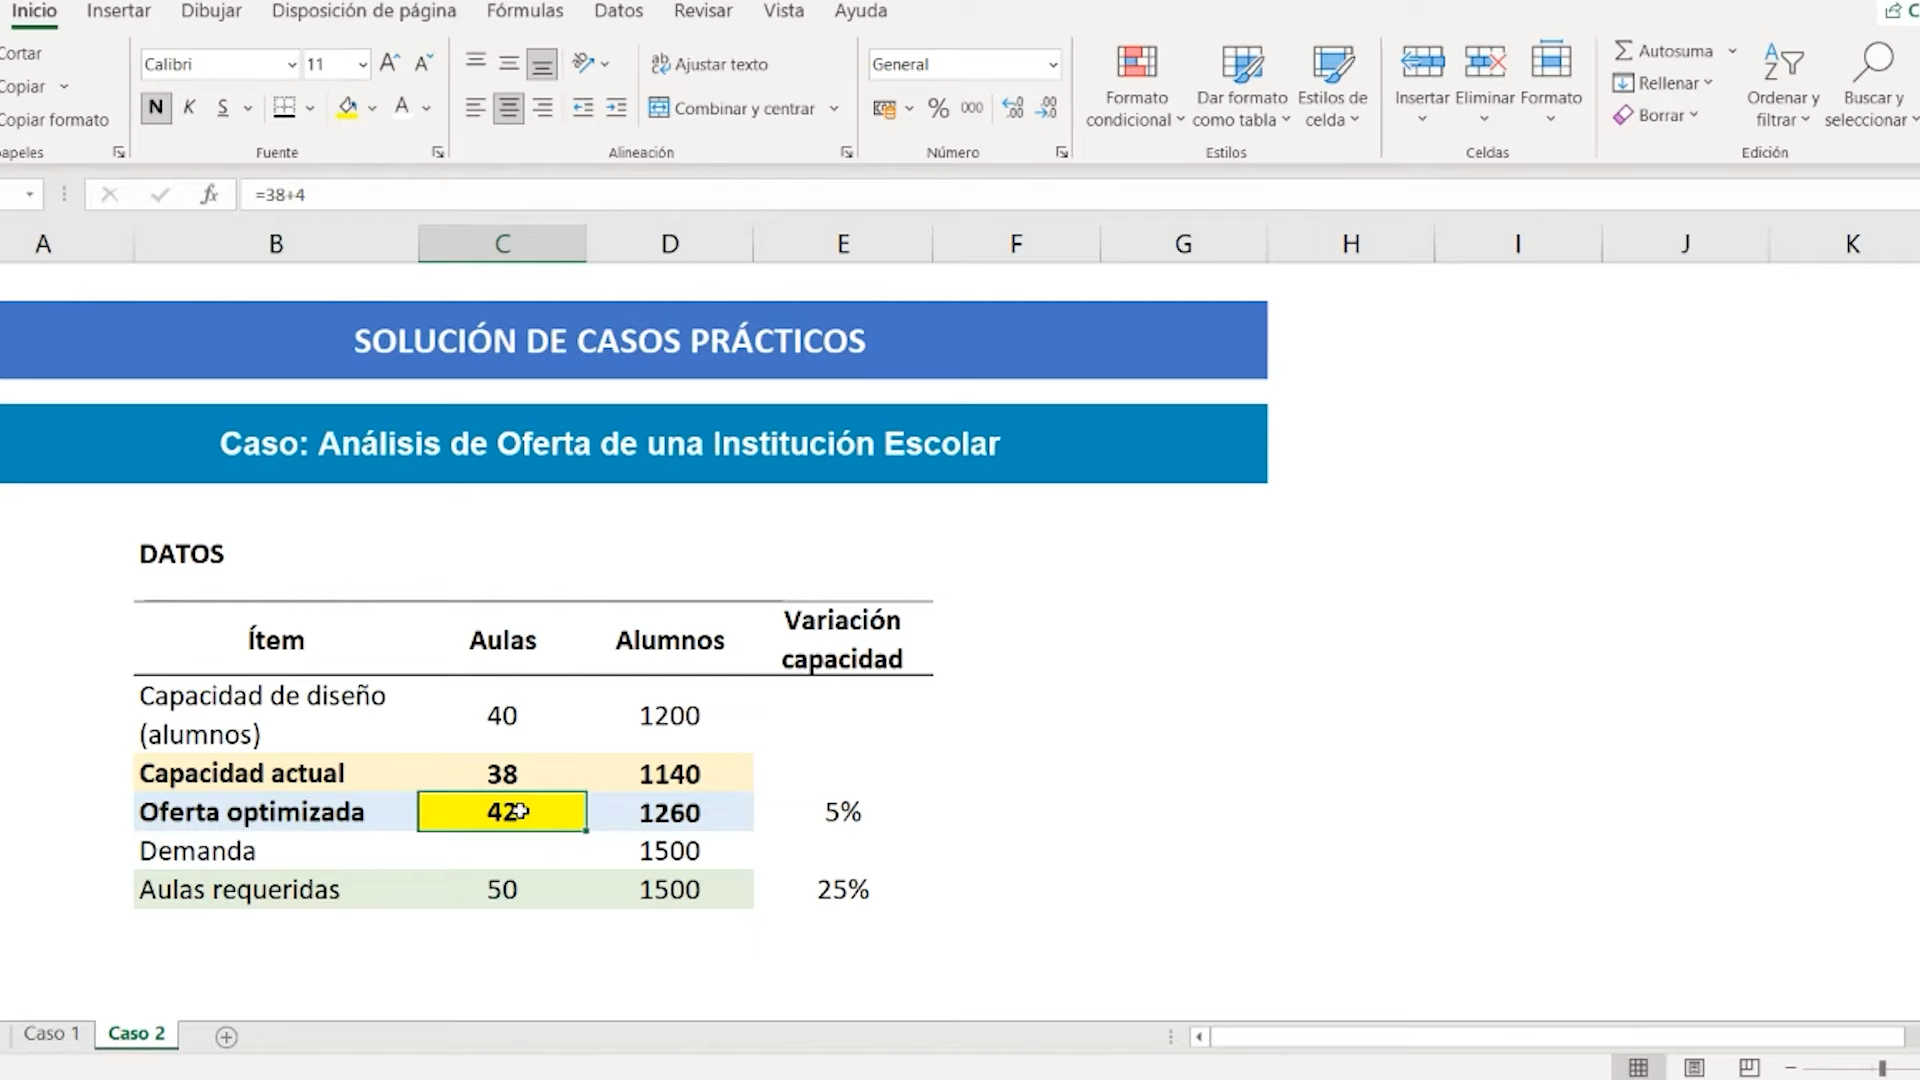 Inicio Insertar Dibujar Disposición de página Fórmulas Datos Revisar Vista Ayuda
Cortar
Copiar
Copiar formato
Calibri 11
N K S
Fuente
Ajustar texto
Combinar y centrar
Alineación
General
% 000
Número
Formato condicional
Dar formato como tabla
Estilos de celda
Estilos
Insertar Eliminar Formato
Celdas
Autosuma
Rellenar
Borrar
Ordenar y filtrar
Buscar y seleccionar
Edición
fx =38+4
A B C D E F G H I J K
SOLUCIÓN DE CASOS PRÁCTICOS
Caso: Análisis de Oferta de una Institución Escolar
DATOS
Ítem Aulas Alumnos Variación capacidad
Capacidad de diseño (alumnos) 40 1200
Capacidad actual 38 1140
Oferta optimizada 42 1260 5%
Demanda 1500
Aulas requeridas 50 1500 25%
Caso 1 Caso 2